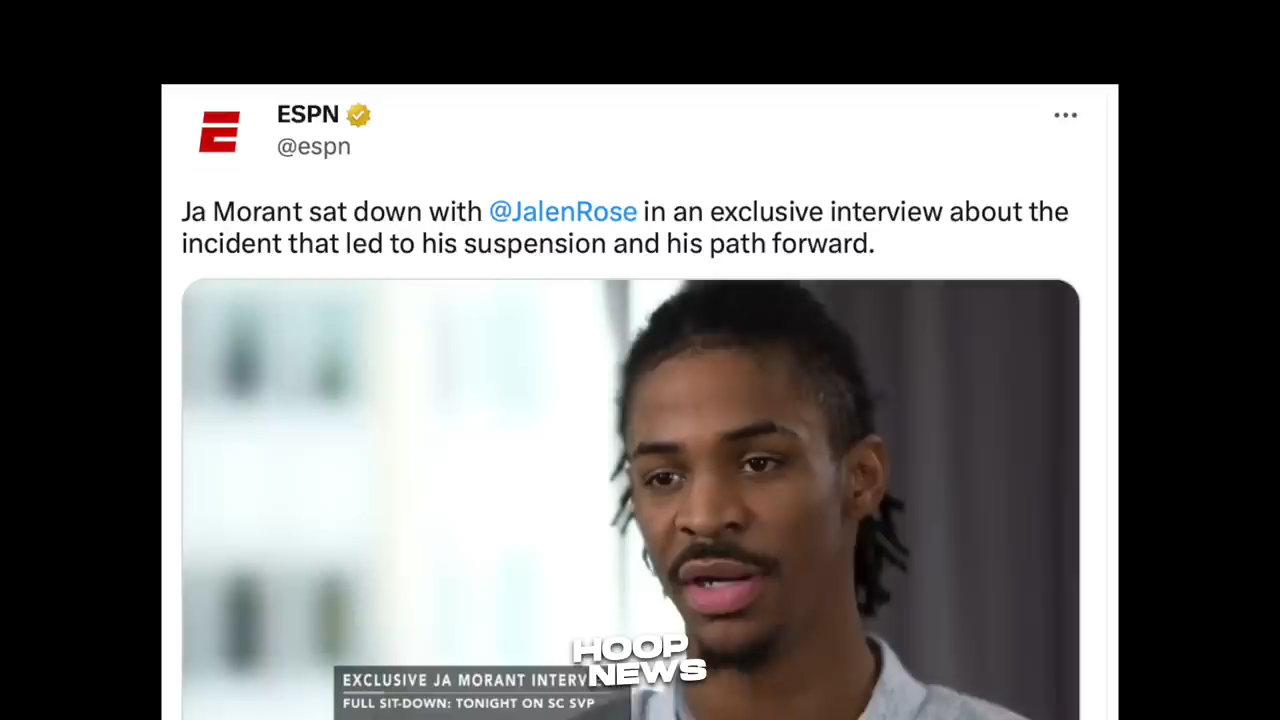 ESPN
@espn
Ja Morant sat down with @JalenRose in an exclusive interview about the
incident that led to his suspension and his path forward.
HOOP
NEWS
EXCLUSIVE JA MORANT INTERV
FULL SIT-DOWN: TONIGHT ON SC SVP